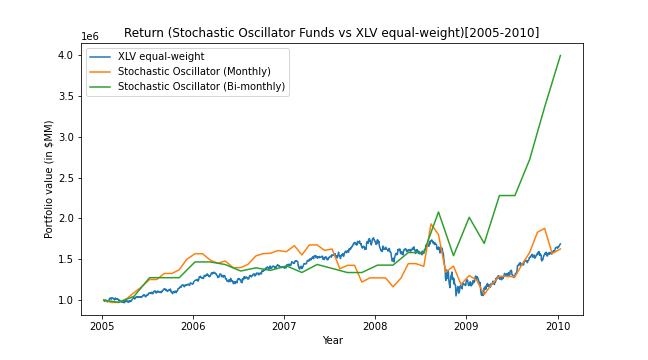 Return (Stochastic Oscillator Funds vs XLV equal-weight)[2005-2010]
1e6
XLV equal-weight
Stochastic Oscillator (Monthly)
Stochastic Oscillator (Bi-monthly)
4.0
3.5
3.0
2.5
2.0
1.5
1.0
Portfolio value (in $MM)
2005 2006 2007 2008 2009 2010
Year